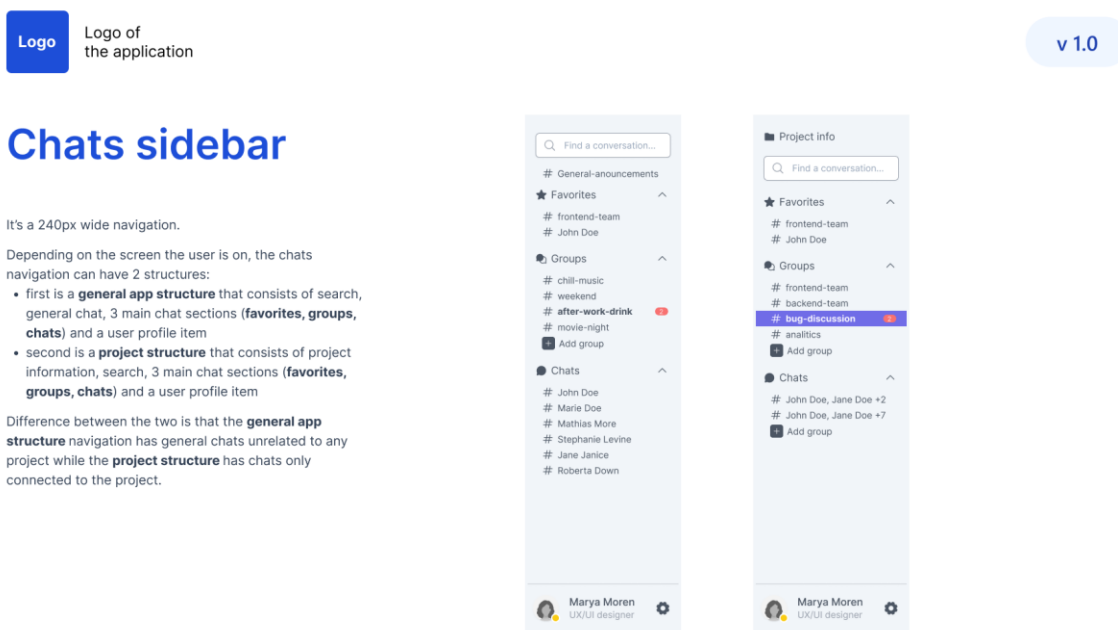 Logo
Logo of
the application
v 1.0
Chats sidebar
It's a 240px wide navigation.
Depending on the screen the user is on, the chats
navigation can have 2 structures:
• first is a general app structure that consists of search,
general chat, 3 main chat sections (favorites, groups,
chats) and a user profile item
• second is a project structure that consists of project
information, search, 3 main chat sections (favorites,
groups, chats) and a user profile item
Difference between the two is that the general app
structure navigation has general chats unrelated to any
project while the project structure has chats only
connected to the project.
Find a conversation...
# General-anouncements
Favorites
# frontend-team
# John Doe
Groups
# chill-music
# weekend
# after-work-drink 2
# movie-night
+ Add group
Chats
# John Doe
# Marie Doe
# Mathias More
# Stephanie Levine
# Jane Janice
# Roberta Down
Marya Moren
UX/UI designer
Project info
Find a conversation...
Favorites
# frontend-team
# John Doe
Groups
# frontend-team
# backend-team
# bug-discussion 2
# analitics
+ Add group
Chats
# John Doe, Jane Doe +2
# John Doe, Jane Doe +7
+ Add group
Marya Moren
UX/UI designer